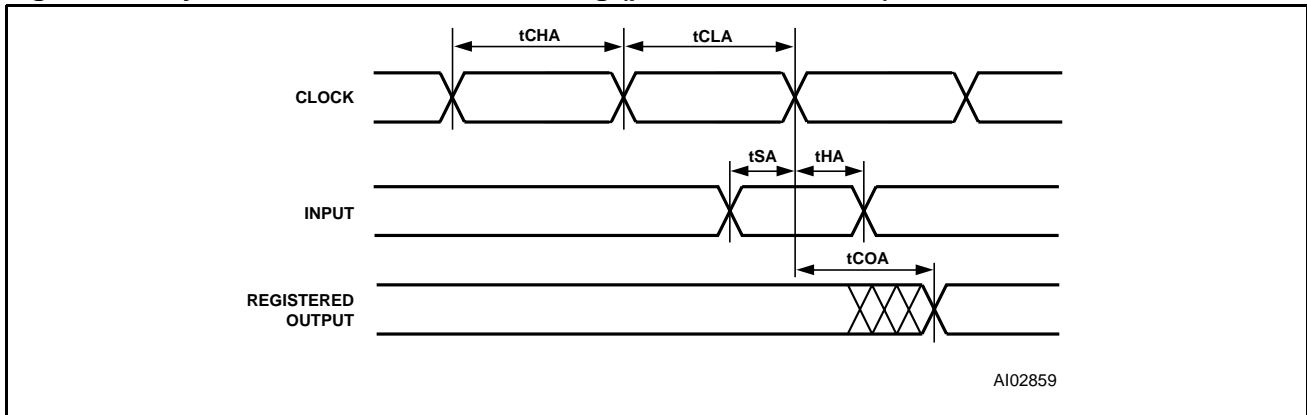 tCHA
tCLA
CLOCK
tSA
tHA
INPUT
tCOA
REGISTERED
OUTPUT
AI02859